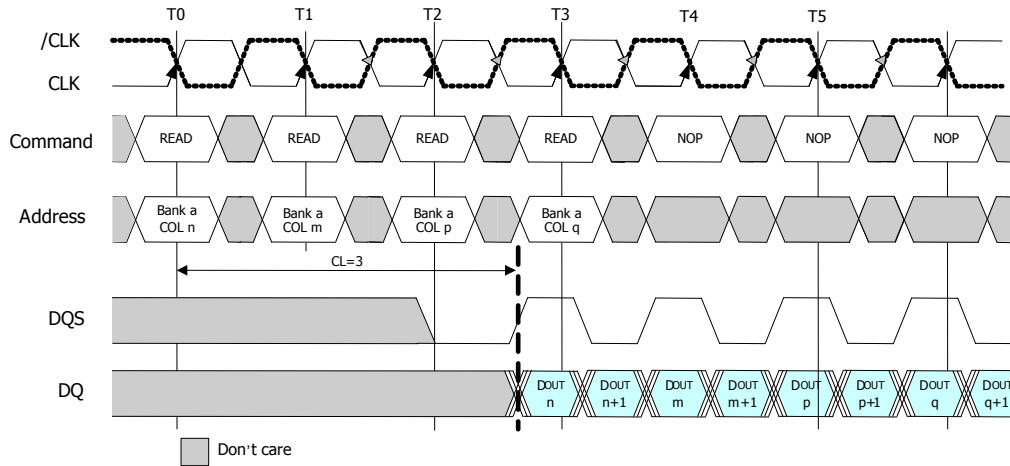 T0 T1 T2 T3 T4 T5
/CLK
CLK
Command READ READ READ READ NOP NOP NOP
Address
Bank a Bank a Bank a Bank a
COL n COL m COL p COL q
CL=3
DQS
DQ
DOUT DOUT DOUT DOUT DOUT DOUT DOUT DOUT
n n+1 m m+1 p p+1 q q+1
Don't care